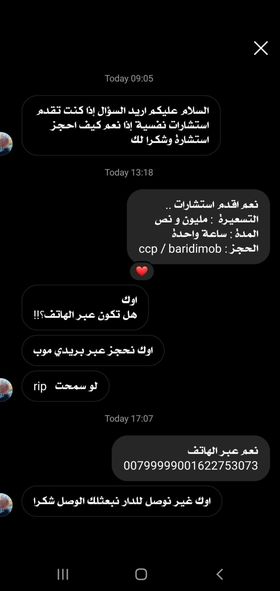 Today 09:05
السلام عليكم اريد السؤال إذا كنت تقدم
استشارات نفسية إذا نعم كيف احجز
استشارة وشكرا لك
Today 13:18
نعم اقدم استشارات ..
التسعيرة : مليون و نص
المدة : ساعة واحدة
الحجز : ccp / baridimob
اوك
هل تكون عبر الهاتف؟!!
اوك نحجز عبر بريدي موب
لو سمحت rip
Today 17:07
نعم عبر الهاتف
00799999001622753073
اوك غير نوصل للدار نبعثلك الوصل شكرا